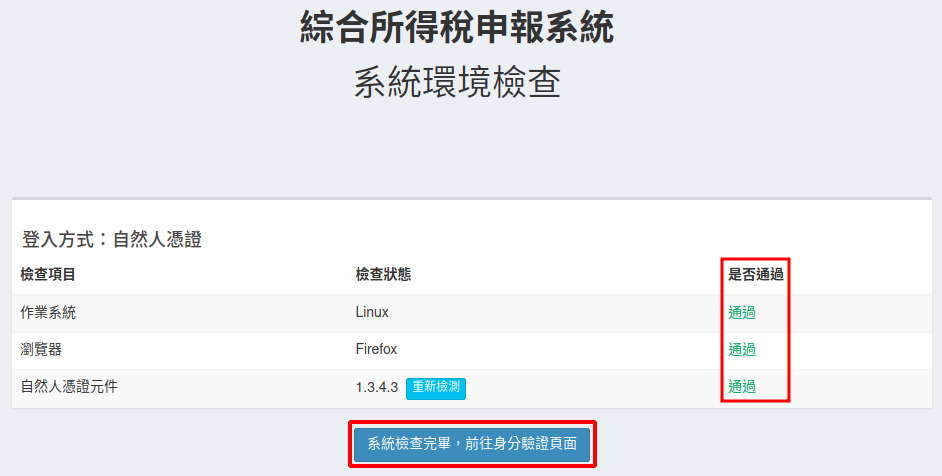 綜合所得稅申報系統
系統環境檢查
登入方式：自然人憑證
檢查項目 檢查狀態 是否通過
作業系統 Linux 通過
瀏覽器 Firefox 通過
自然人憑證元件 1.3.4.3 重新檢測 通過
系統檢查完畢，前往身分驗證頁面